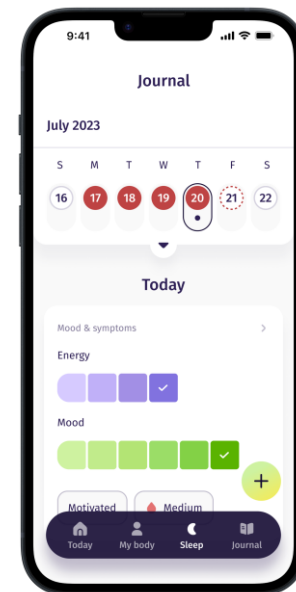 9:41
Journal
July 2023
S M T W T F S
16 17 18 19 20 21 22
Today
Mood & symptoms
Energy
Mood
+
Motivated Medium
Today My body Sleep Journal